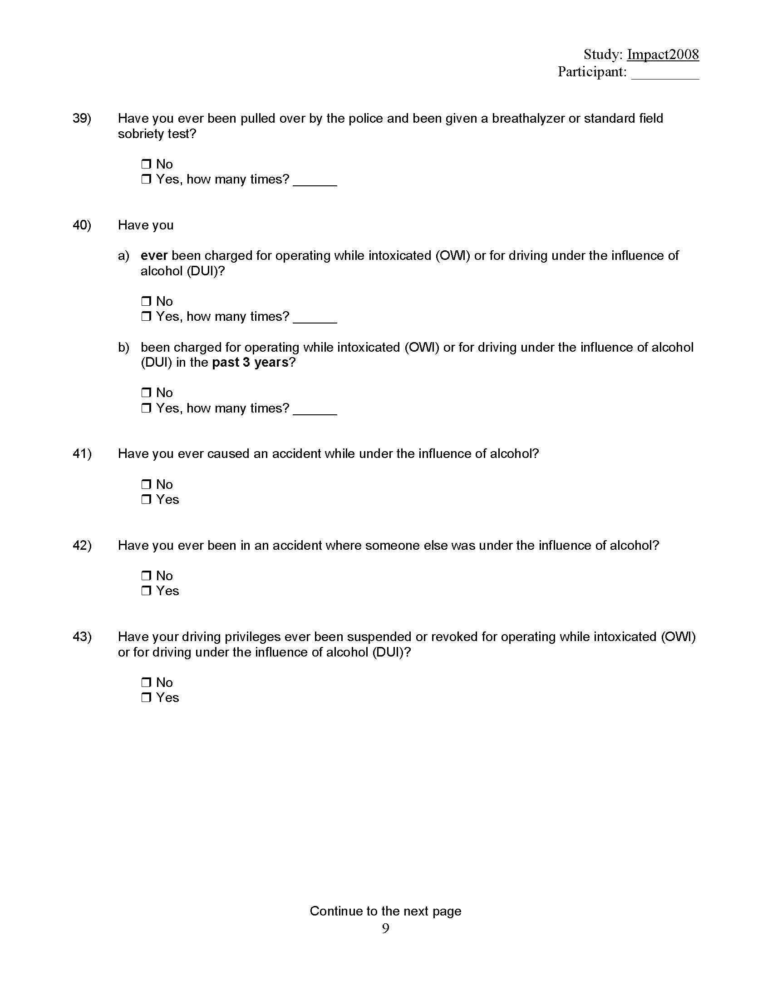 Study: Impact2008
Participant: _________
39) Have you ever been pulled over by the police and been given a breathalyzer or standard field
sobriety test?
❒ No
❒ Yes, how many times? ______
40) Have you
a) ever been charged for operating while intoxicated (OWI) or for driving under the influence of
alcohol (DUI)?
❒ No
❒ Yes, how many times? ______
b) been charged for operating while intoxicated (OWI) or for driving under the influence of alcohol
(DUI) in the past 3 years?
❒ No
❒ Yes, how many times? ______
41) Have you ever caused an accident while under the influence of alcohol?
❒ No
❒ Yes
42) Have you ever been in an accident where someone else was under the influence of alcohol?
❒ No
❒ Yes
43) Have your driving privileges ever been suspended or revoked for operating while intoxicated (OWI)
or for driving under the influence of alcohol (DUI)?
❒ No
❒ Yes
Continue to the next page
9